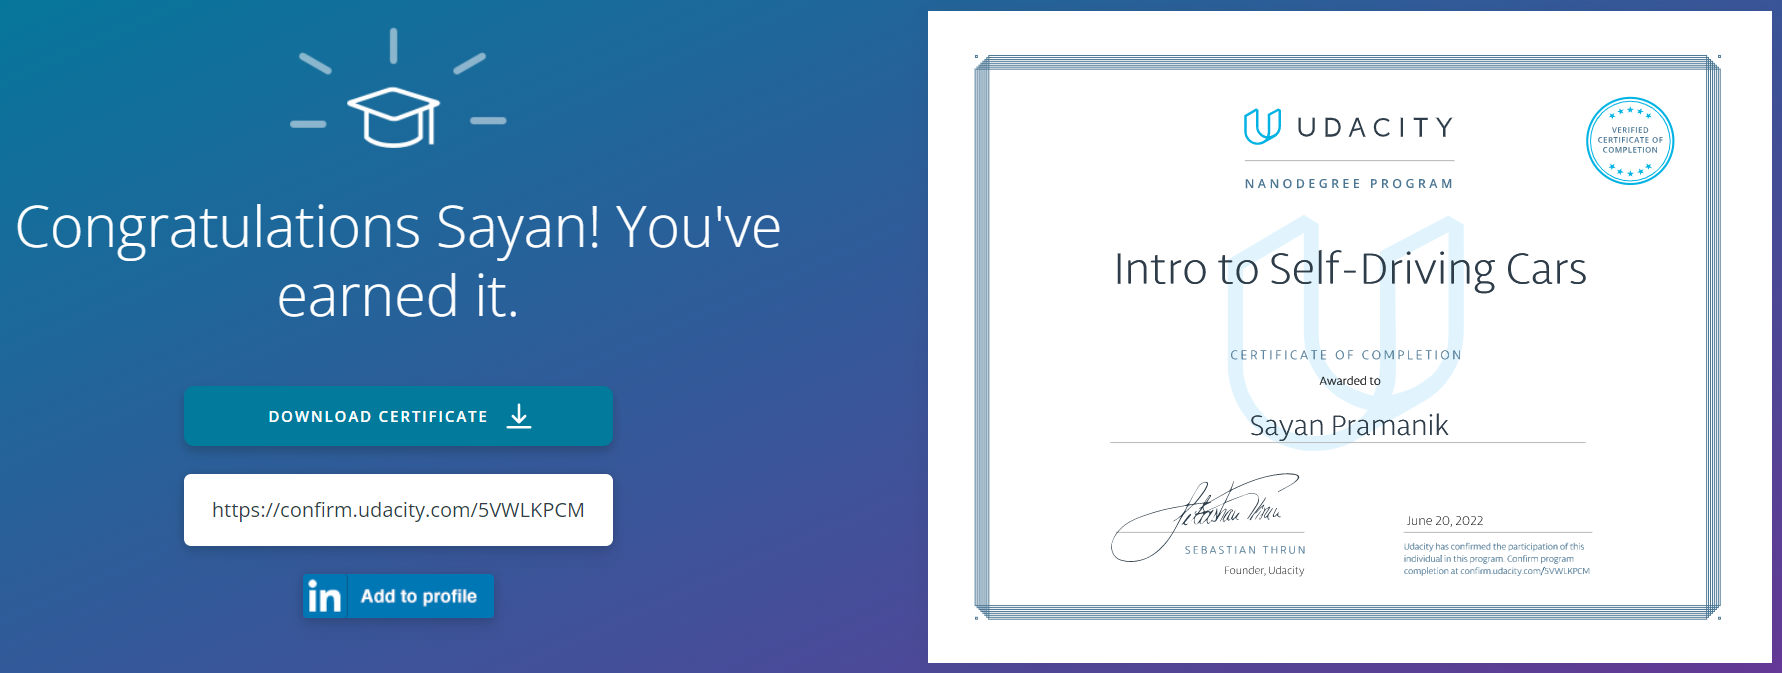 Congratulations Sayan! You've
earned it.
DOWNLOAD CERTIFICATE
https://confirm.udacity.com/5VWLKPCM
in Add to profile
UDACITY
NANODEGREE PROGRAM
VERIFIED
CERTIFICATE OF
COMPLETION
Intro to Self-Driving Cars
CERTIFICATE OF COMPLETION
Awarded to
Sayan Pramanik
Sebastian Thrun
SEBASTIAN THRUN
Founder, Udacity
June 20, 2022
Udacity has confirmed the participation of this
individual in this program. Confirm program
completion at confirm.udacity.com/5VWLKPCM